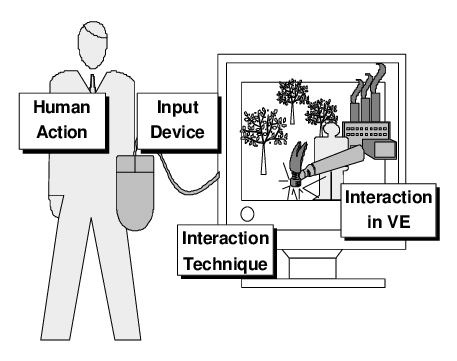 Human
Action
Input
Device
Interaction
in VE
Interaction
Technique